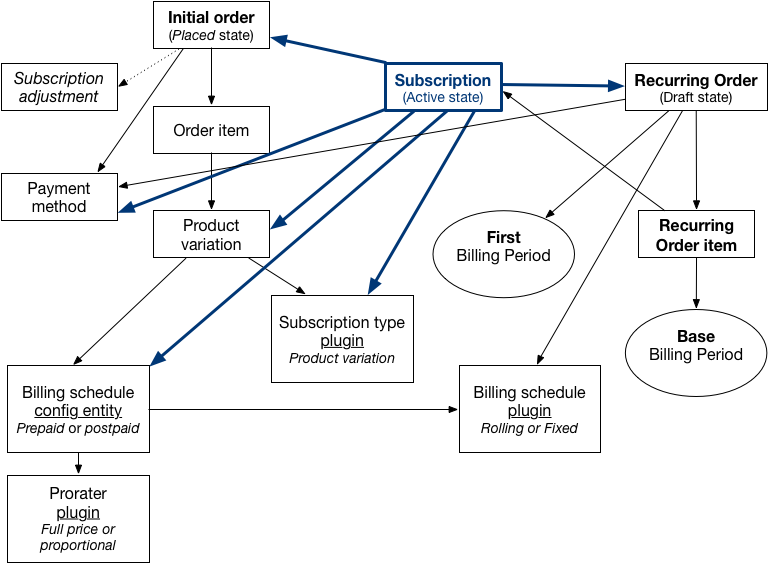 Initial order
(Placed state)
Subscription
adjustment
Subscription
(Active state)
Recurring Order
(Draft state)
Order item
Payment
method
Product
variation
First
Billing Period
Recurring
Order item
Subscription type
plugin
Product variation
Base
Billing Period
Billing schedule
config entity
Prepaid or postpaid
Billing schedule
plugin
Rolling or Fixed
Prorater
plugin
Full price or
proportional